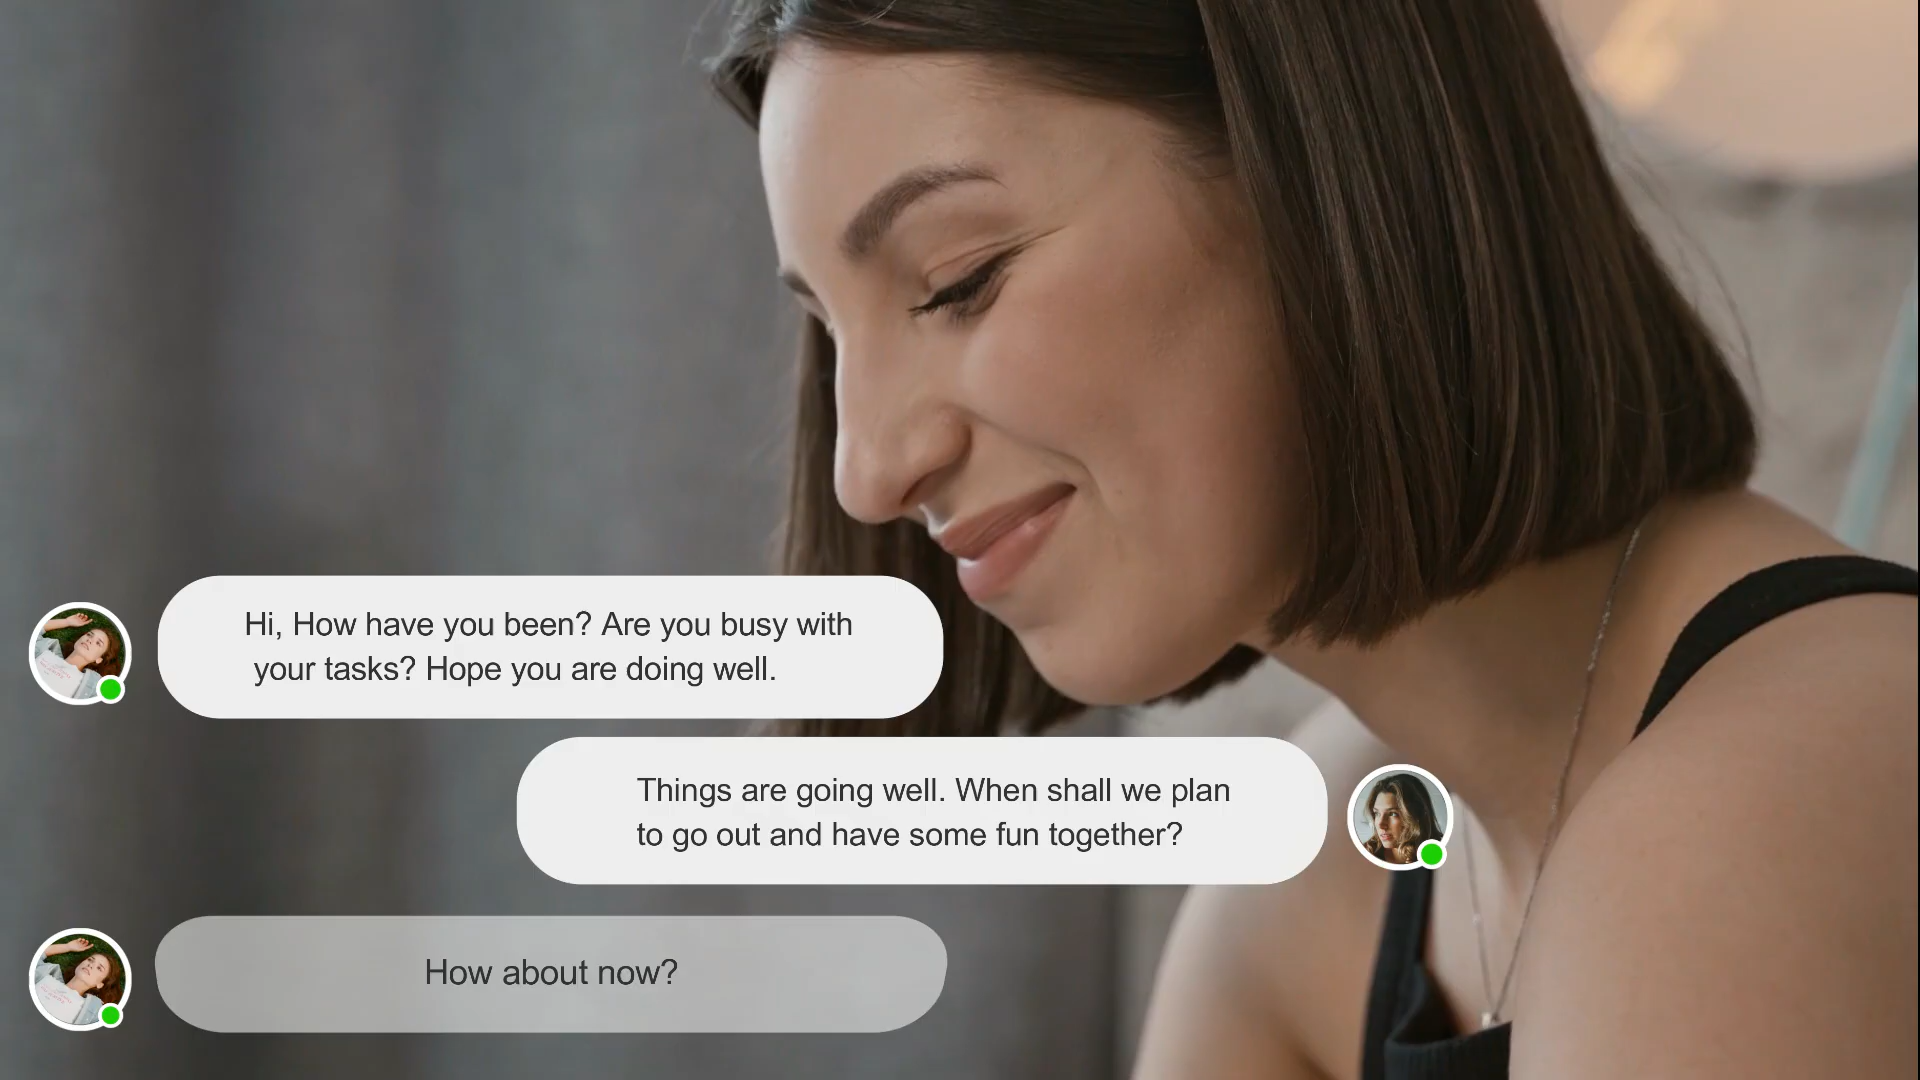 Hi, How have you been? Are you busy with
your tasks? Hope you are doing well.
Things are going well. When shall we plan
to go out and have some fun together?
How about now?